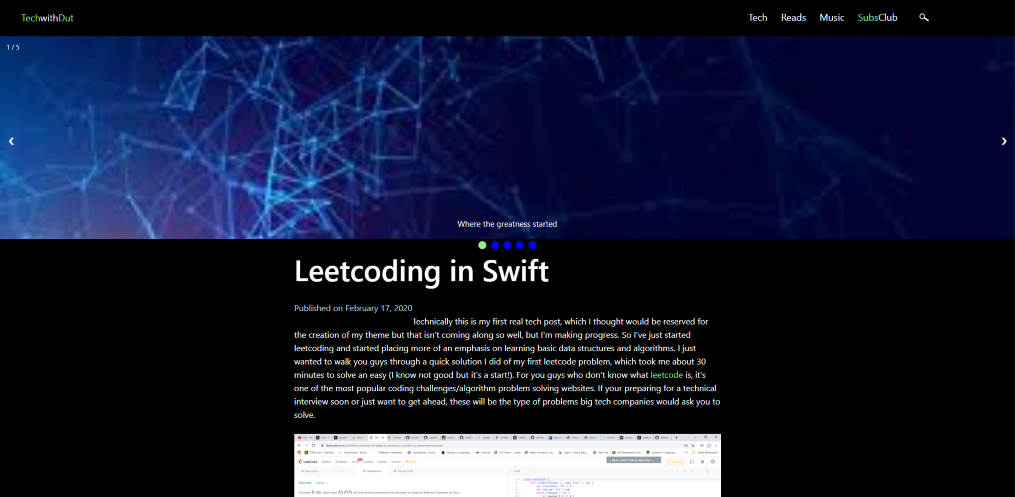 TechwithDut
Tech Reads Music SubsClub
1 / 5
❮ ❯
Where the greatness started
Leetcoding in Swift
Published on February 17, 2020
Technically this is my first real tech post, which I thought would be reserved for
the creation of my theme but that isn't coming along so well, but I'm making progress. So I've just started
leetcoding and started placing more of an emphasis on learning basic data structures and algorithms. I just
wanted to walk you guys through a quick solution I did of my first leetcode problem, which took me about 30
minutes to solve an easy (I know not good but it's a start!). For you guys who don't know what leetcode is, it's
one of the most popular coding challenges/algorithm problem solving websites. If your preparing for a technical
interview soon or just want to get ahead, these will be the type of problems big tech companies would ask you to
solve.